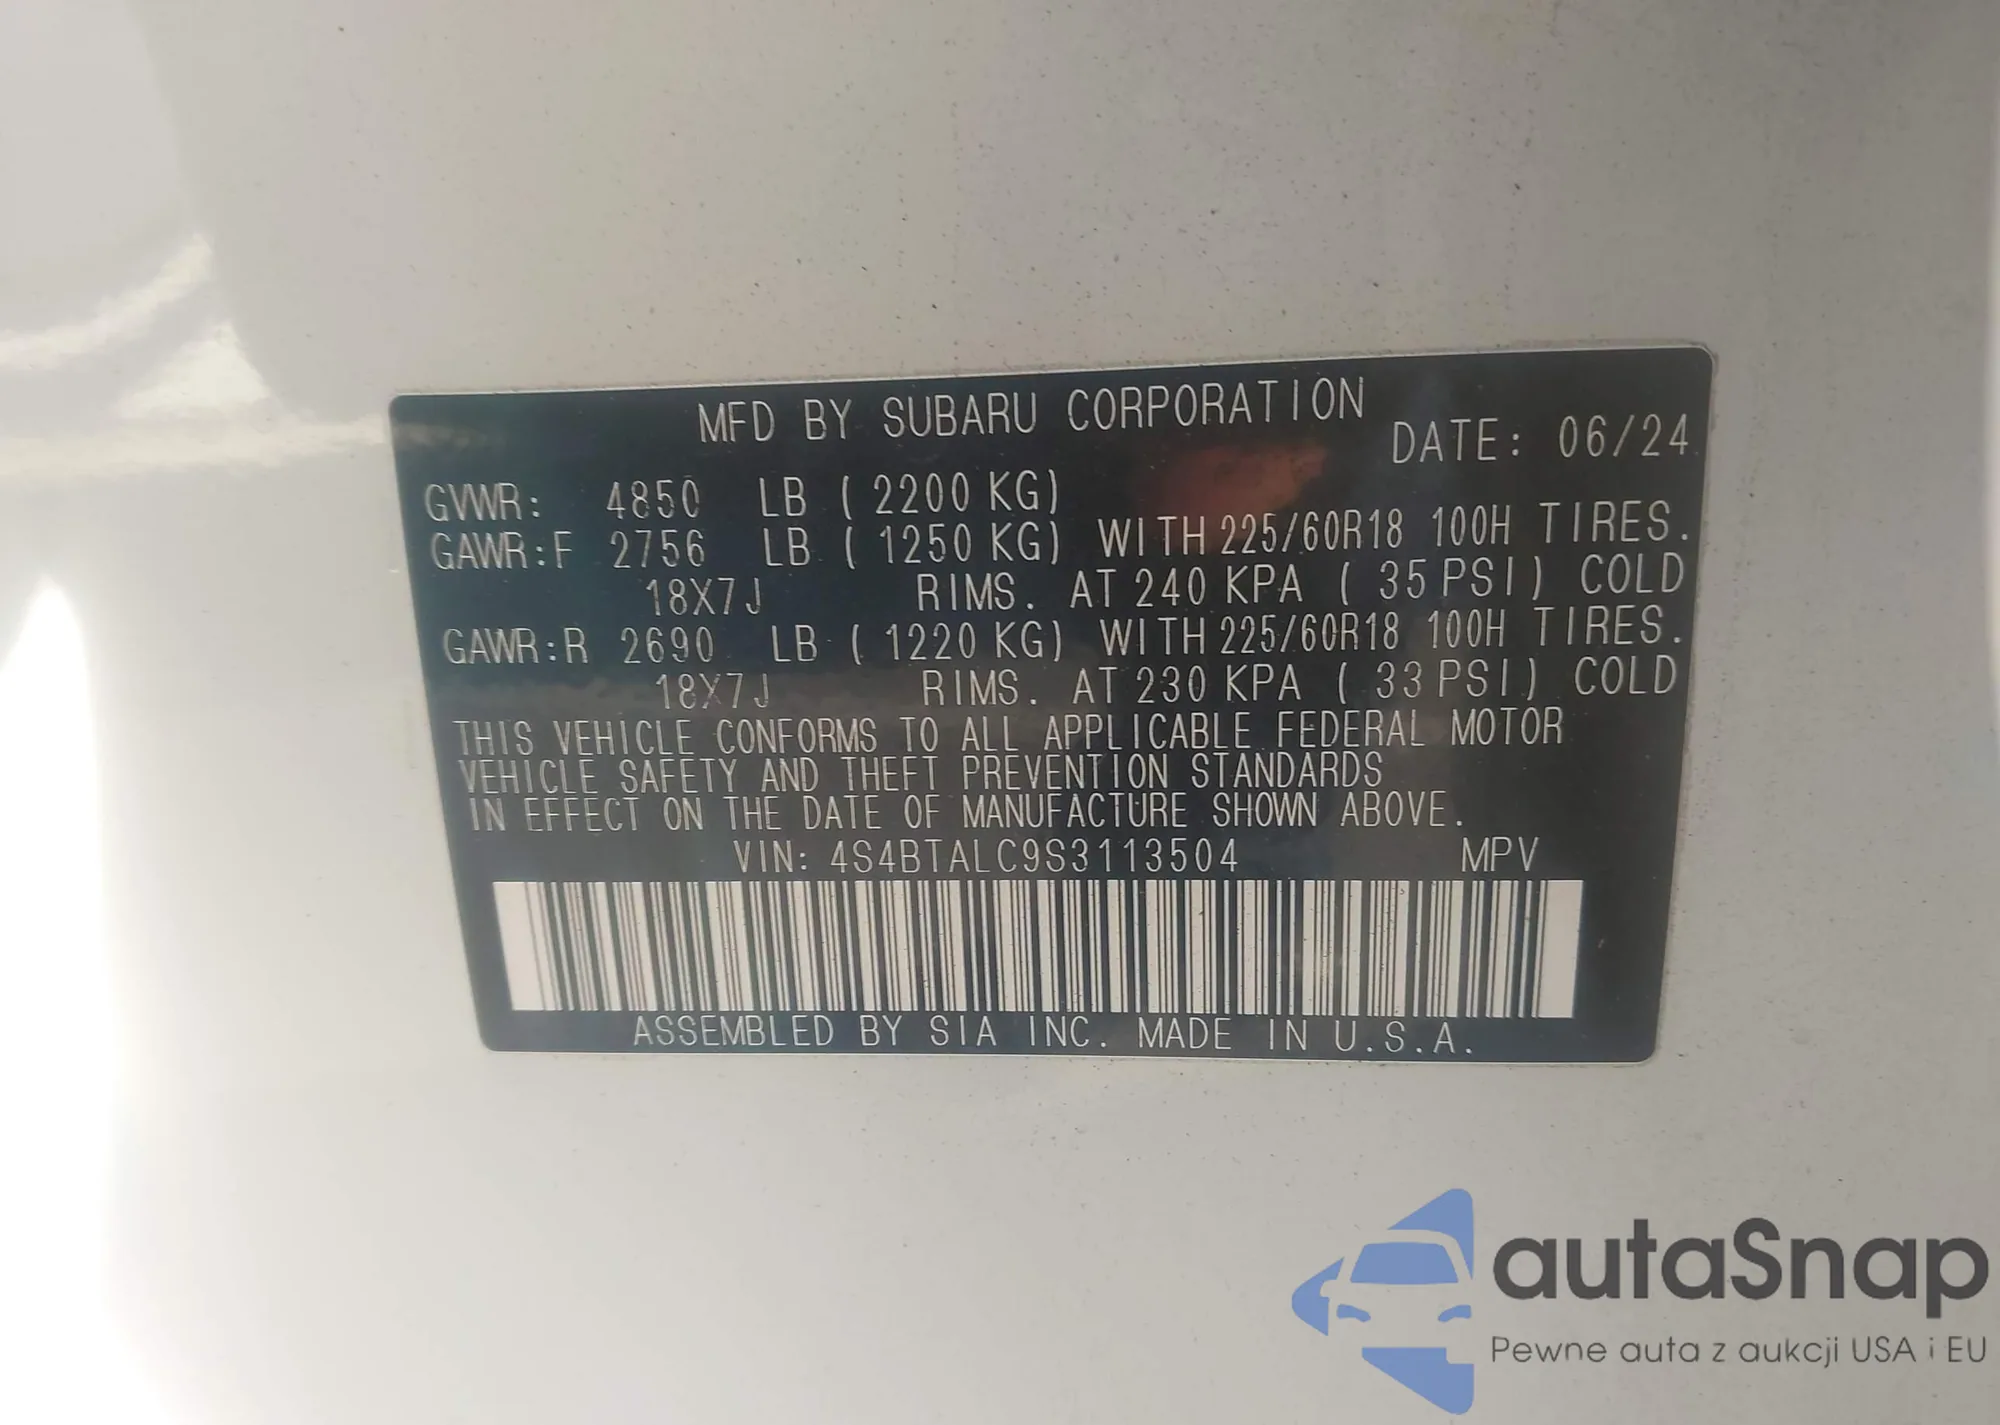 MFD BY SUBARU CORPORATION DATE: 06/24
GVWR: 4850 LB ( 2200 KG)
GAWR:F 2756 LB ( 1250 KG) WITH 225/60R18 100H TIRES.
18X7J RIMS. AT 240 KPA ( 35 PSI) COLD
GAWR:R 2690 LB ( 1220 KG) WITH 225/60R18 100H TIRES.
18X7J RIMS. AT 230 KPA ( 33 PSI) COLD
THIS VEHICLE CONFORMS TO ALL APPLICABLE FEDERAL MOTOR
VEHICLE SAFETY AND THEFT PREVENTION STANDARDS
IN EFFECT ON THE DATE OF MANUFACTURE SHOWN ABOVE.
VIN: 4S4BTALC9S3113504 MPV
ASSEMBLED BY SIA INC. MADE IN U.S.A.
autaSnap
Pewne auta z aukcji USA i EU